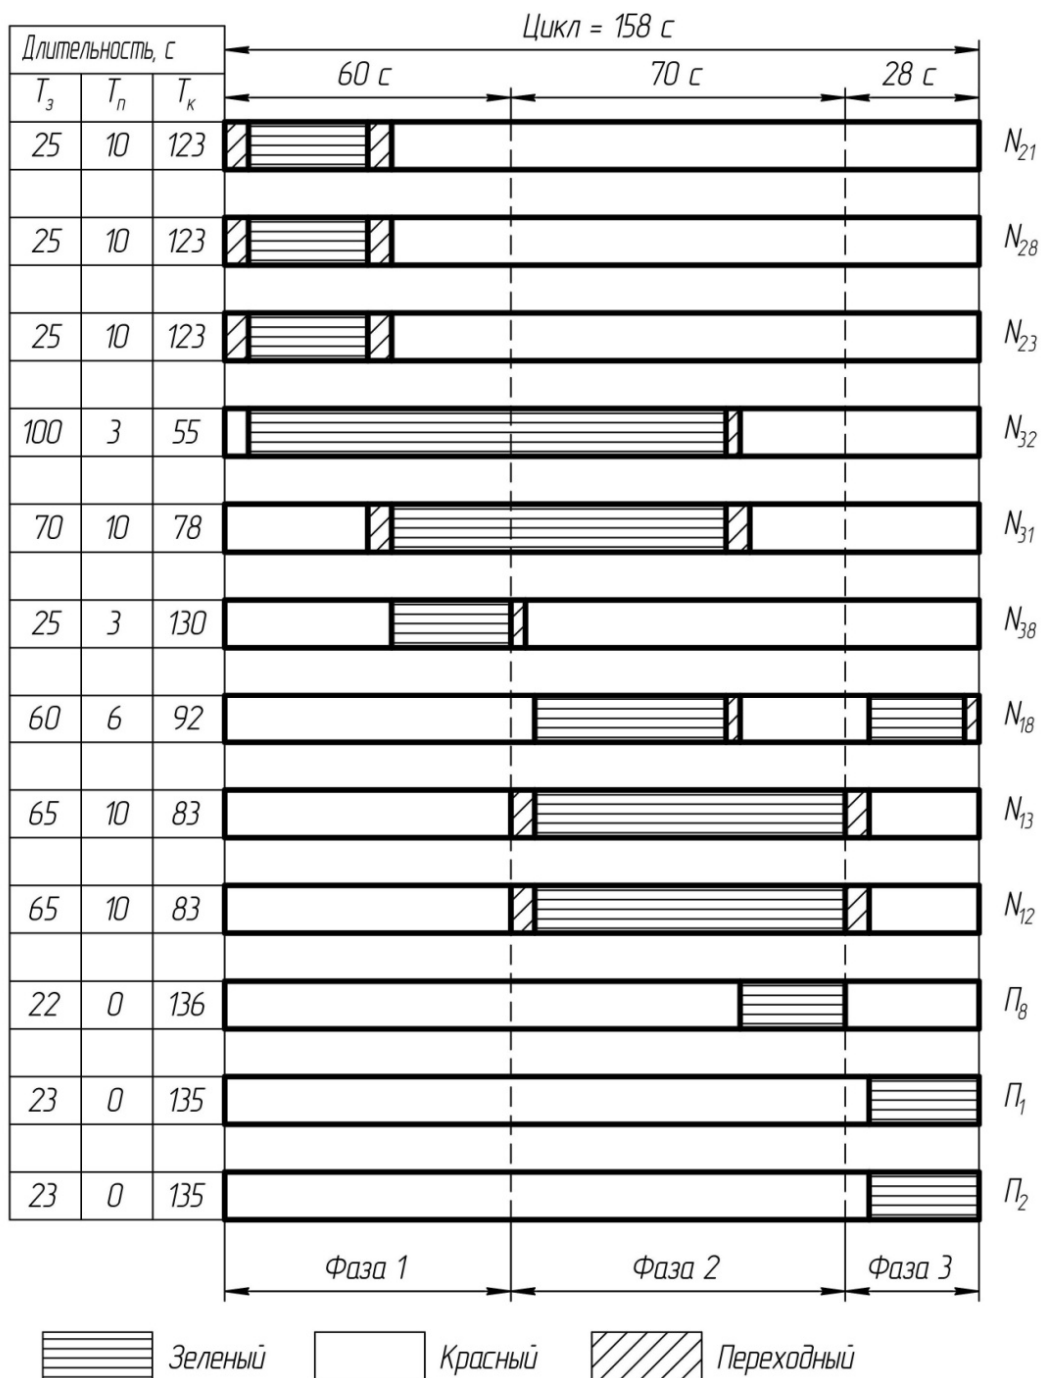 Цикл = 158 с
Длительность, с
60 с 70 с 28 с
Tз Tп Tк
25 10 123 N21
25 10 123 N28
25 10 123 N23
100 3 55 N32
70 10 78 N31
25 3 130 N38
60 6 92 N18
65 10 83 N13
65 10 83 N12
22 0 136 П8
23 0 135 П1
23 0 135 П2
Фаза 1 Фаза 2 Фаза 3
Зеленый Красный Переходный